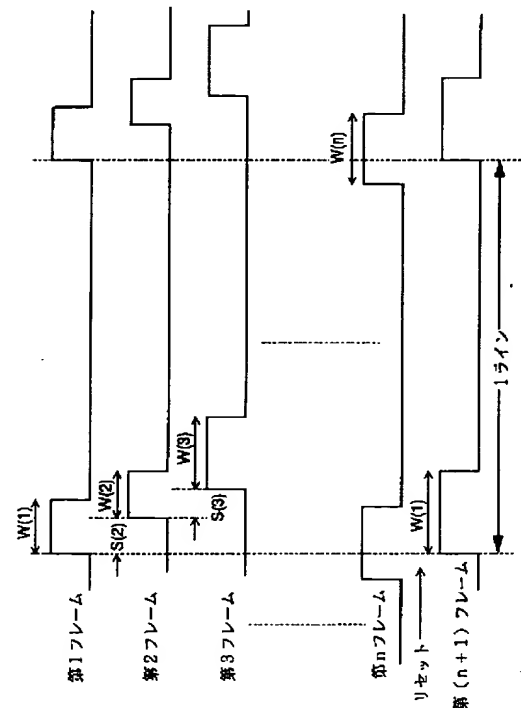 第1フレーム
W(1)
第2フレーム
S(2)
W(2)
第3フレーム
S(3)
W(3)
第nフレーム
W(n)
リセット
第(n+1)フレーム
W(1)
1ライン